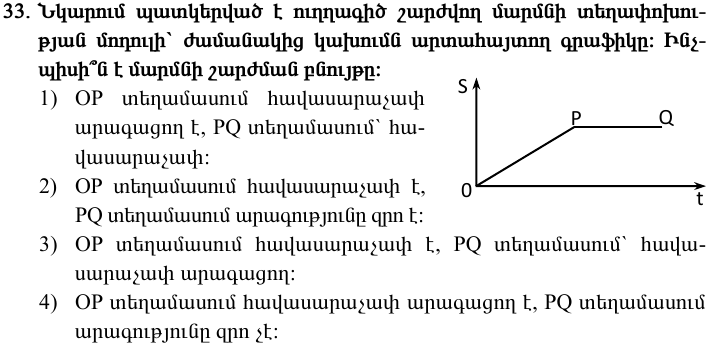 33. Նկարում պատկերված է ուղղագիծ շարժվող մարմնի տեղափոխու-
թյան մոդուլի՝ ժամանակից կախումն արտահայտող գրաֆիկը: Ինչ-
պիսի՞ն է մարմնի շարժման բնույթը:
1) OP տեղամասում հավասարաչափ
արագացող է, PQ տեղամասում՝ հա-
վասարաչափ:
2) OP տեղամասում հավասարաչափ է,
PQ տեղամասում արագությունը զրո է:
S
P
Q
0
t
3) OP տեղամասում հավասարաչափ է, PQ տեղամասում՝ հավա-
սարաչափ արագացող:
4) OP տեղամասում հավասարաչափ արագացող է, PQ տեղամասում
արագությունը զրո չէ: